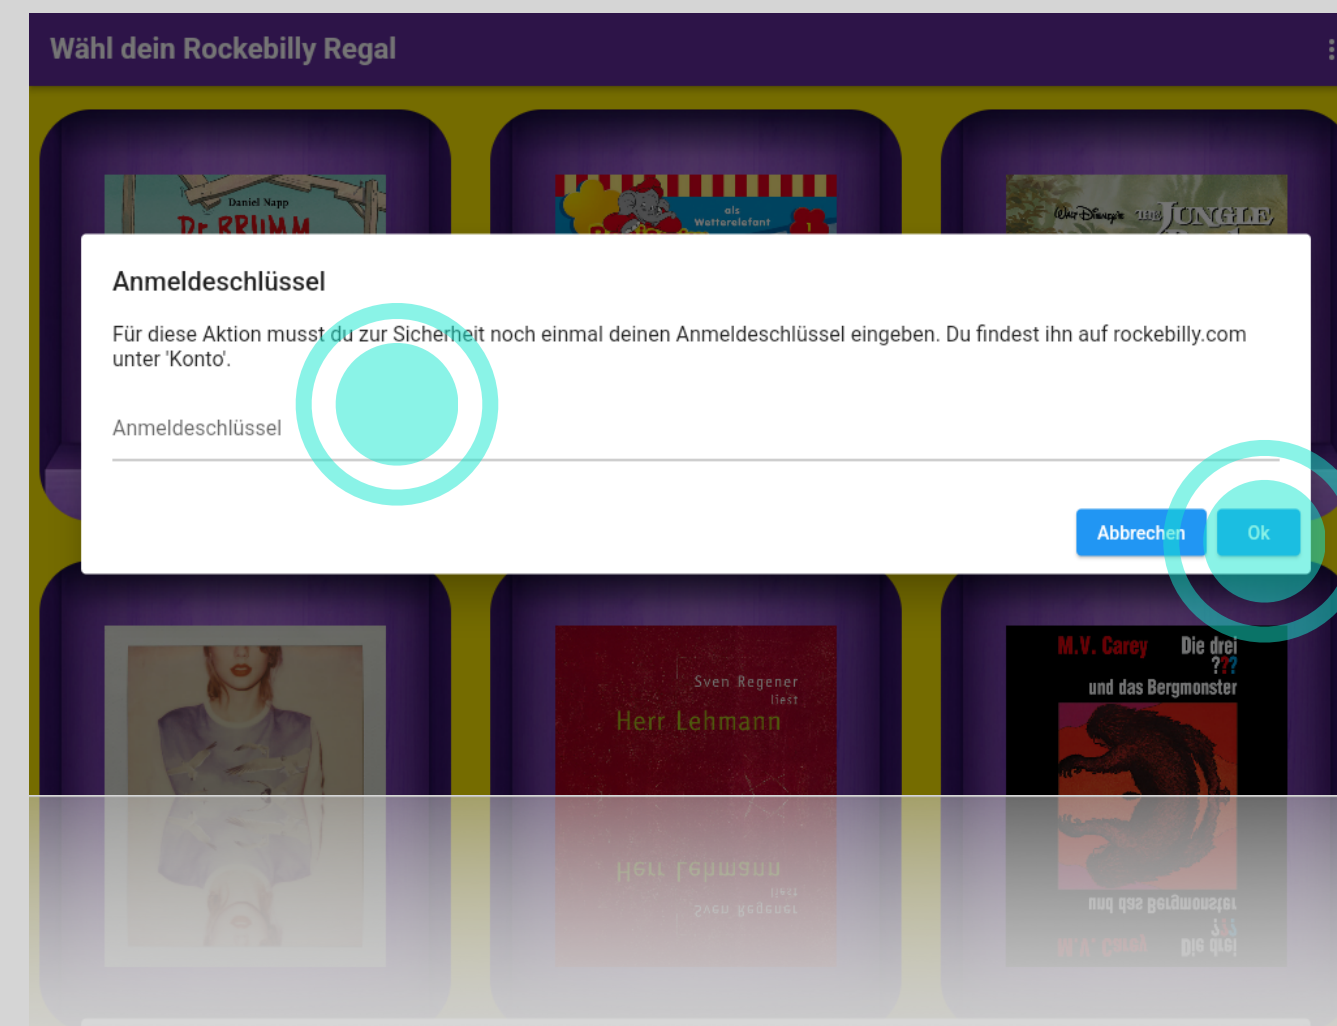 Wähl dein Rockebilly Regal
Daniel Napp
Dr. BRUMM
als
Wetterelefant
1
Walt Disney's THE JUNGLE
Anmeldeschlüssel
Für diese Aktion musst du zur Sicherheit noch einmal deinen Anmeldeschlüssel eingeben. Du findest ihn auf rockebilly.com
unter 'Konto'.
Anmeldeschlüssel
Abbrechen
Ok
Sven Regener
liest
Herr Lehmann
M.V. Carey Die drei
???
und das Bergmonster